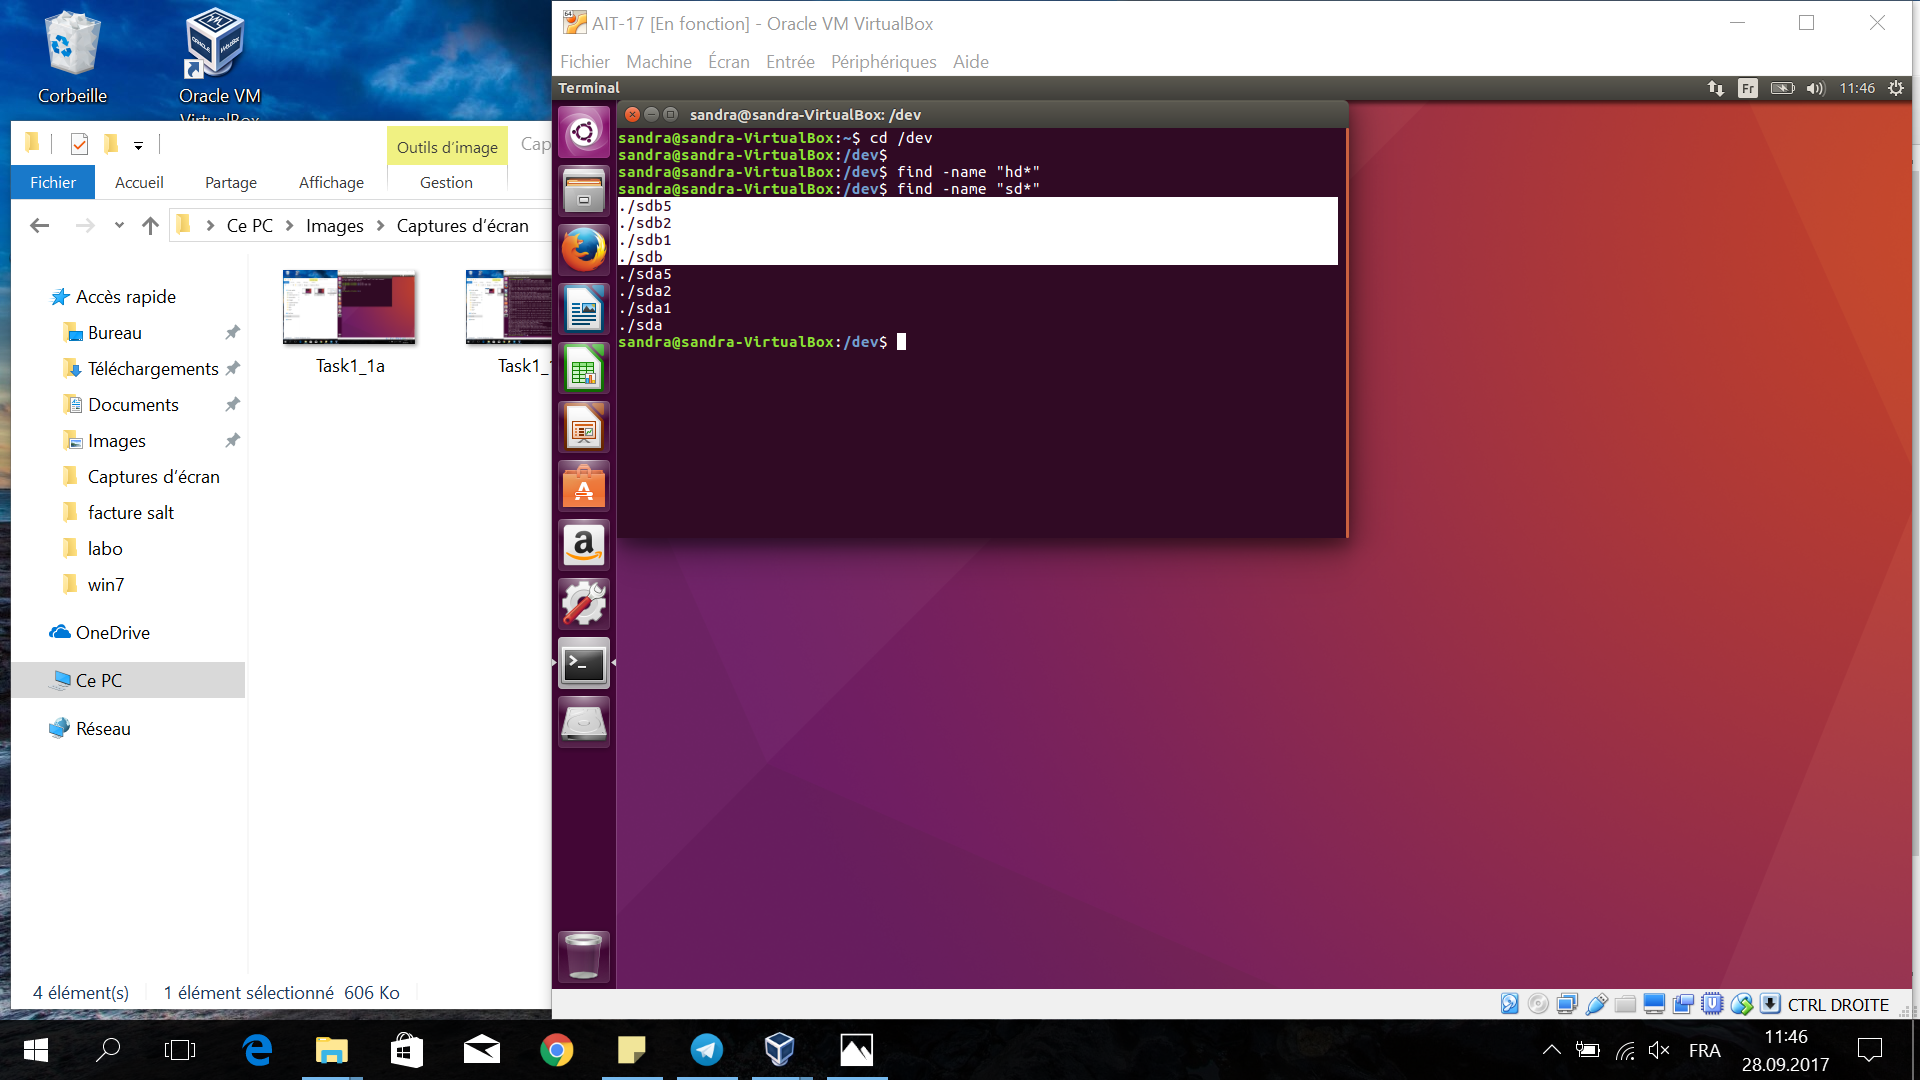 Corbeille
Oracle VM
VirtualBox
Outils d'image
Cap
Fichier
Accueil
Partage
Affichage
Gestion
Ce PC
Images
Captures d'écran
Accès rapide
Bureau
Téléchargements
Documents
Images
Captures d'écran
facture salt
labo
win7
OneDrive
Ce PC
Réseau
Task1_1a
Task1_
4 élément(s)
1 élément sélectionné 606 Ko
AIT-17 [En fonction] - Oracle VM VirtualBox
Fichier Machine Écran Entrée Périphériques Aide
Terminal
Fr
11:46
sandra@sandra-VirtualBox: /dev
sandra@sandra-VirtualBox:~$ cd /dev
sandra@sandra-VirtualBox:/dev$
sandra@sandra-VirtualBox:/dev$ find -name "hd*"
sandra@sandra-VirtualBox:/dev$ find -name "sd*"
./sdb5
./sdb2
./sdb1
./sdb
./sda5
./sda2
./sda1
./sda
sandra@sandra-VirtualBox:/dev$
CTRL DROITE
FRA
11:46
28.09.2017